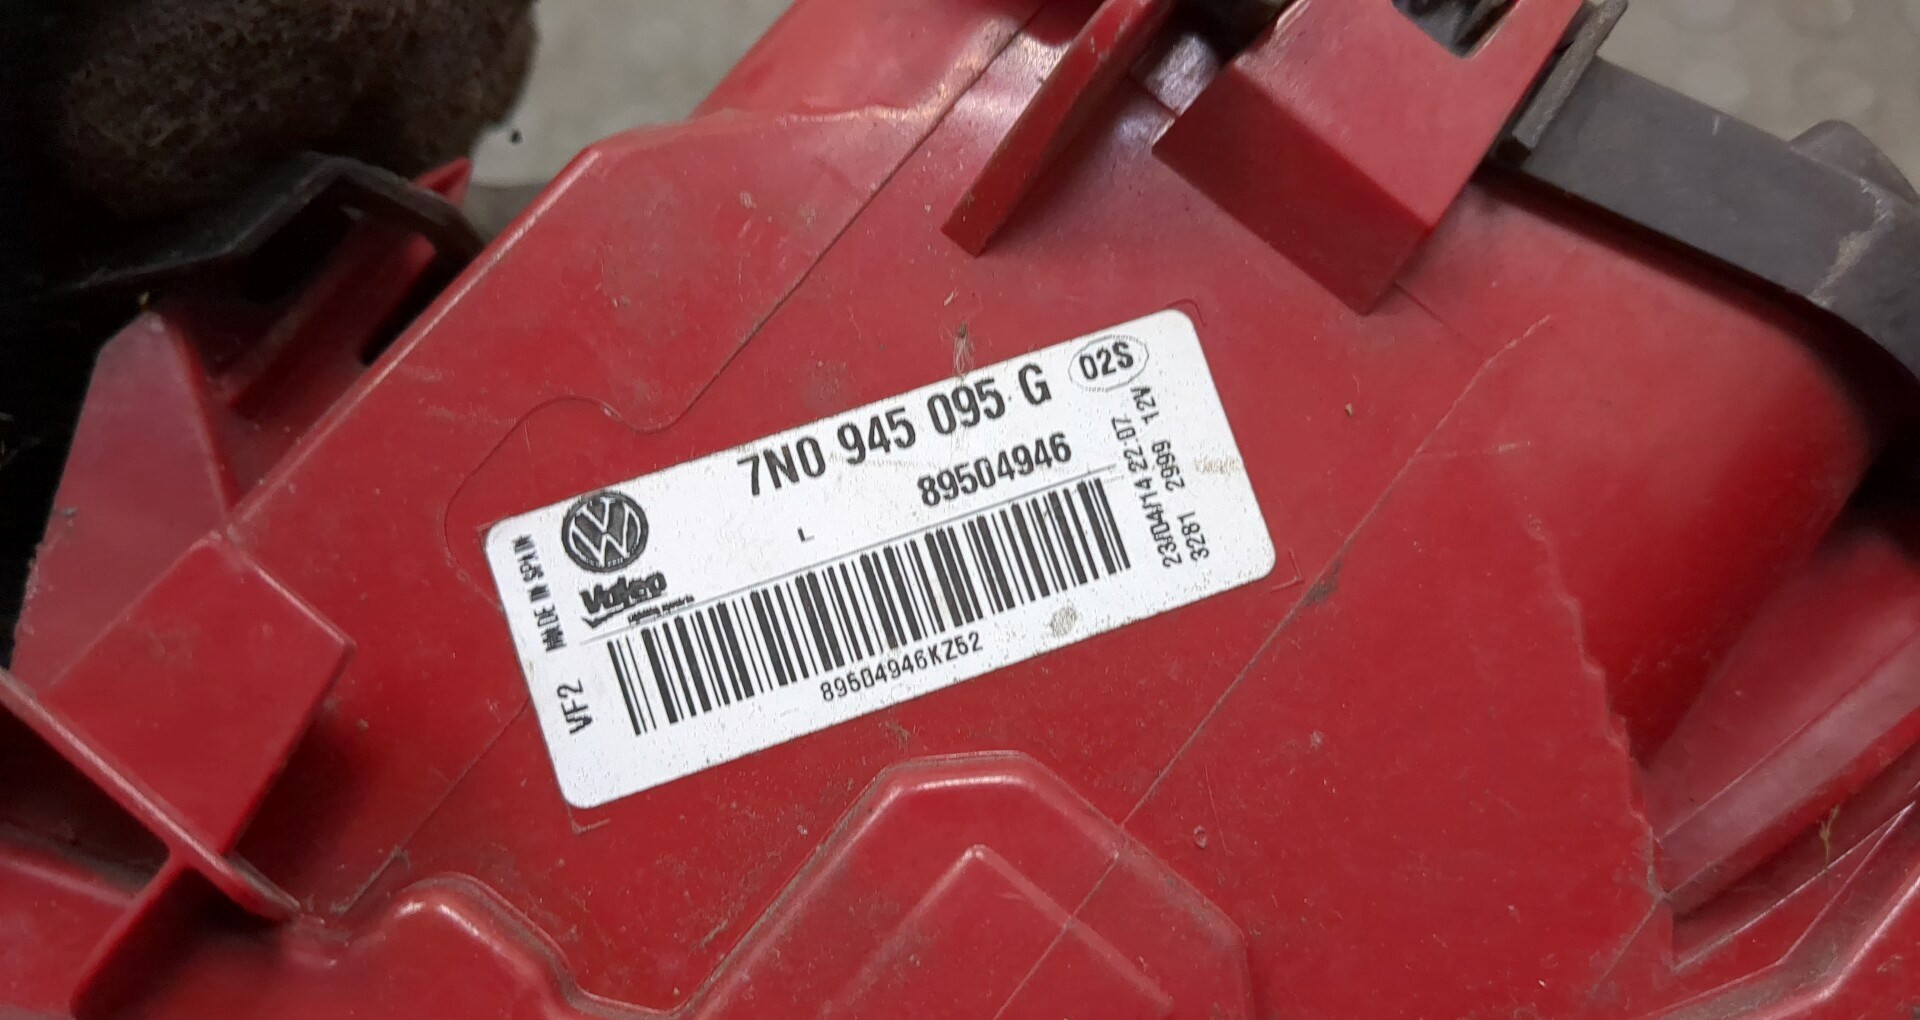 7N0 945 095 G
02S
89504946
L
VW
Valeo
MADE IN SPAIN
VF2
89504946KZ52
23/04/14 22:07
3281 2999 12V